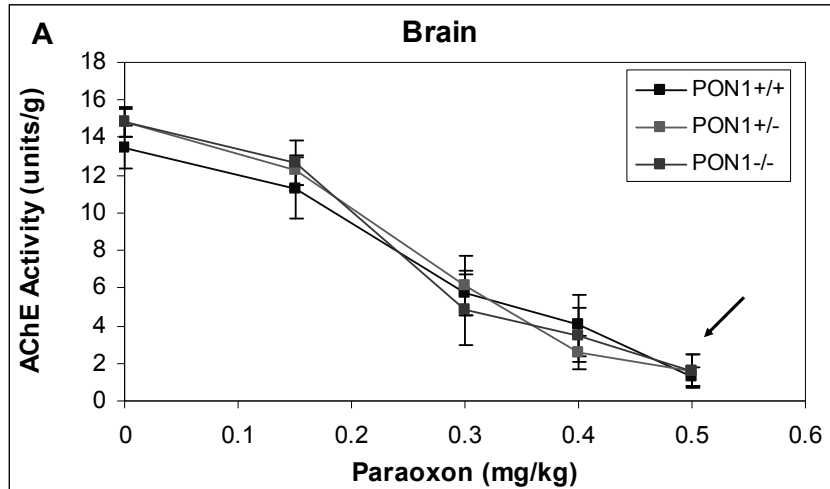 A
Brain
AChE Activity (units/g)
18
16
14
12
10
8
6
4
2
0
PON1+/+
PON1+/-
PON1-/-
0 0.1 0.2 0.3 0.4 0.5 0.6
Paraoxon (mg/kg)